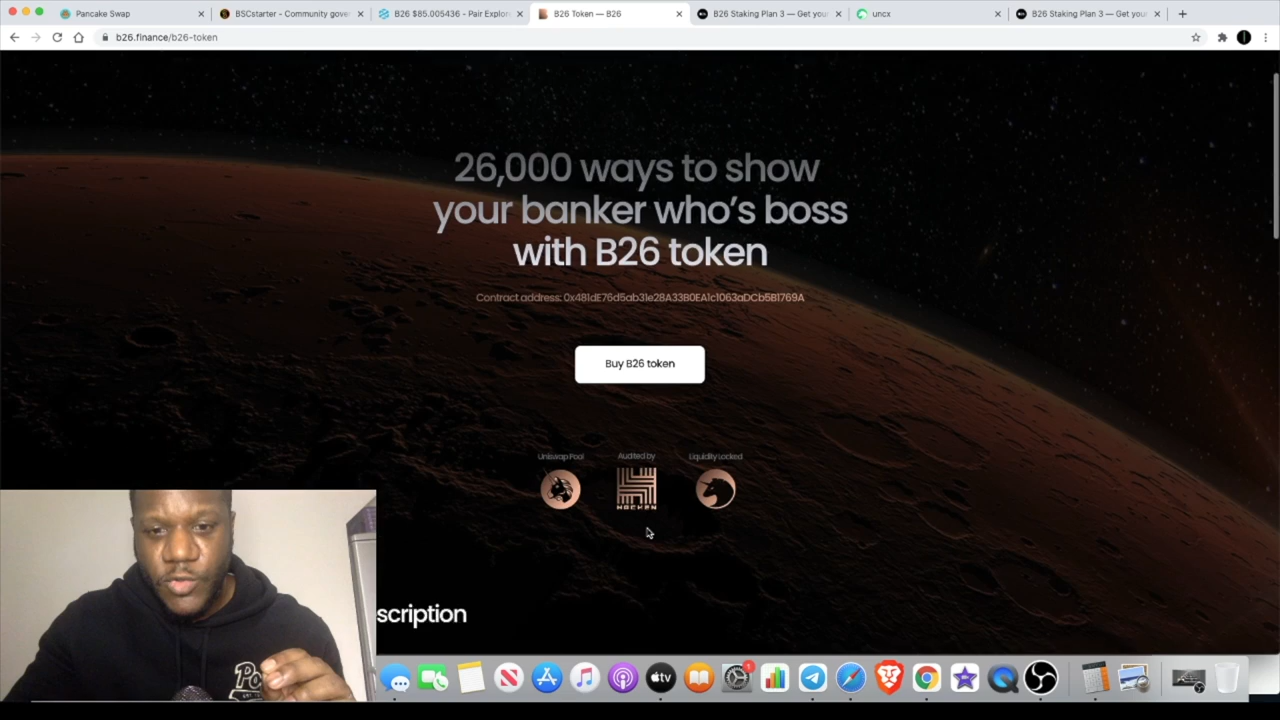 Pancake Swap
BSCstarter - Community gove
B26 $85.005436 - Pair Explor
B26 Token — B26
B26 Staking Plan 3 — Get your
uncx
B26 Staking Plan 3 — Get your
b26.finance/b26-token
26,000 ways to show
your banker who's boss
with B26 token
Contract address: 0x481dE76d5ab31e28A33B0EA1c1063aDCb5B1769A
Buy B26 token
Uniswap Pool
Audited by
Liquidity Locked
HACKEN
scription
tv
1